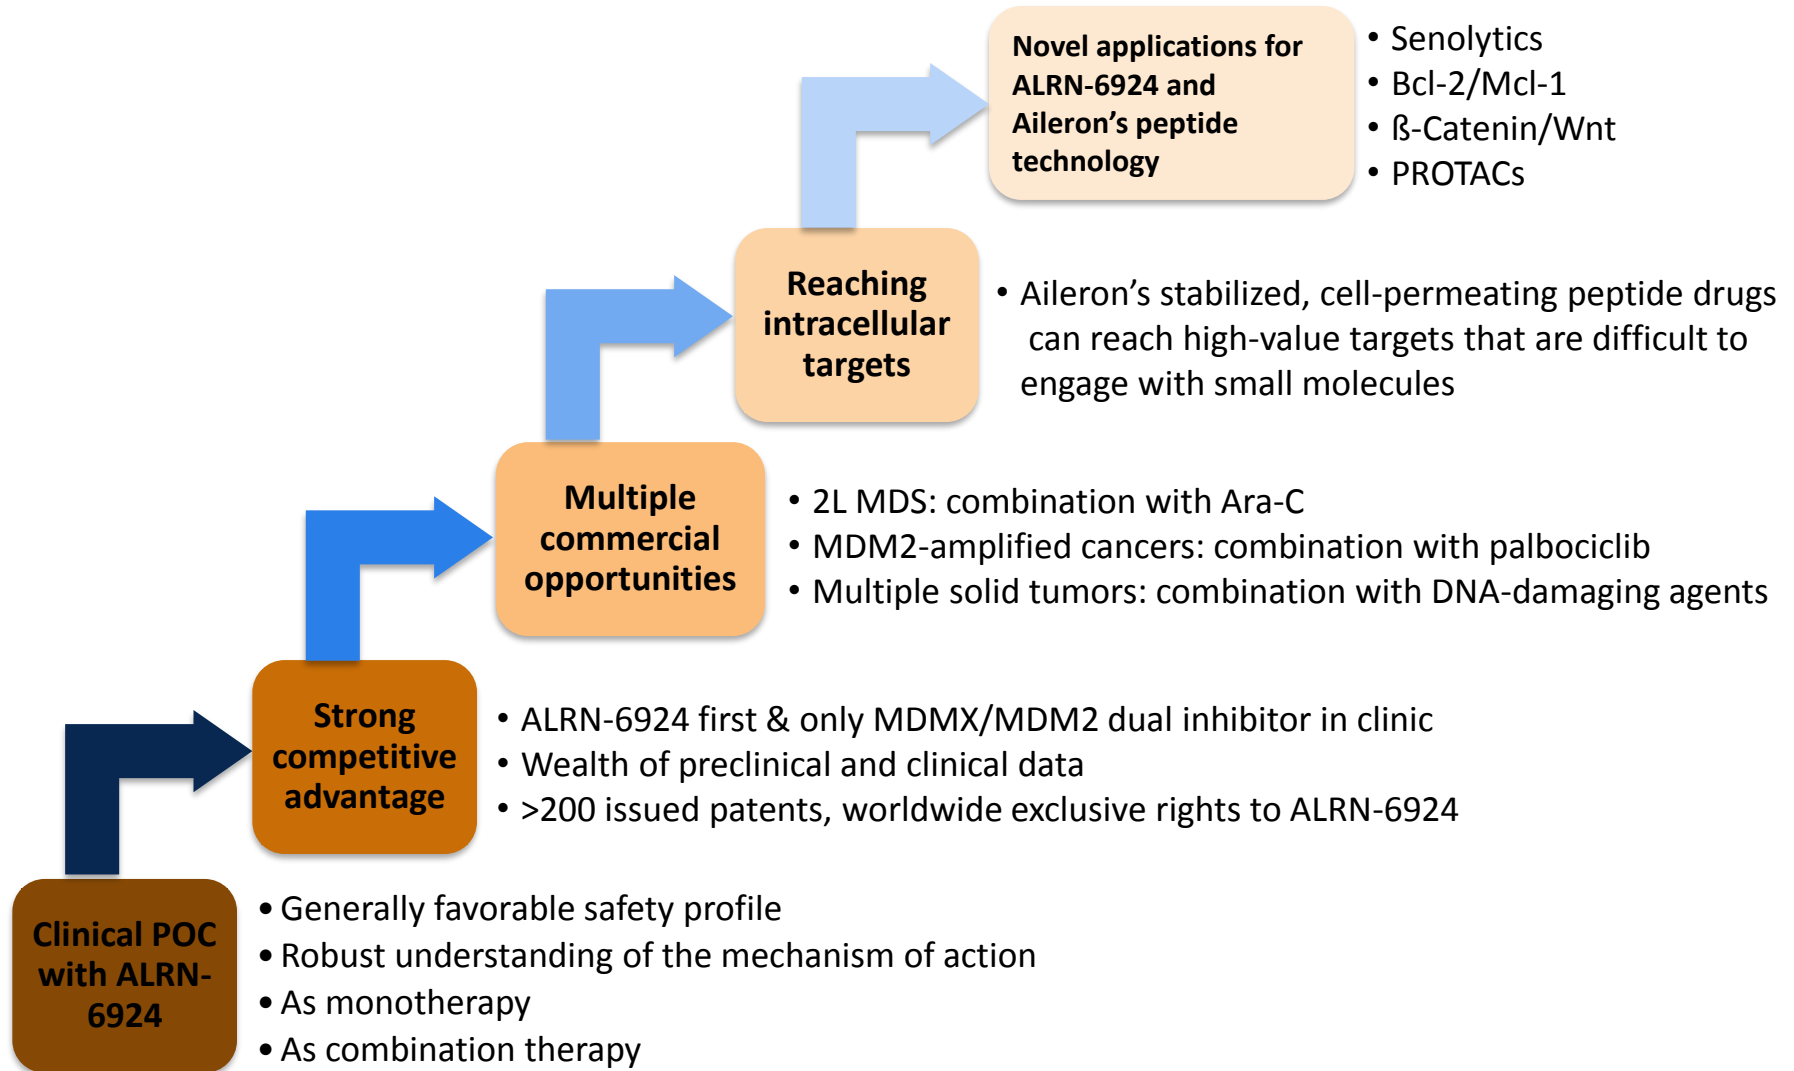 Novel applications for
ALRN-6924 and
Aileron’s peptide
technology
• Senolytics
• Bcl-2/Mcl-1
• ß-Catenin/Wnt
• PROTACs
Reaching
intracellular
targets
• Aileron’s stabilized, cell-permeating peptide drugs
can reach high-value targets that are difficult to
engage with small molecules
Multiple
commercial
opportunities
• 2L MDS: combination with Ara-C
• MDM2-amplified cancers: combination with palbociclib
• Multiple solid tumors: combination with DNA-damaging agents
Strong
competitive
advantage
• ALRN-6924 first & only MDMX/MDM2 dual inhibitor in clinic
• Wealth of preclinical and clinical data
• >200 issued patents, worldwide exclusive rights to ALRN-6924
Clinical POC
with ALRN-
6924
• Generally favorable safety profile
• Robust understanding of the mechanism of action
• As monotherapy
• As combination therapy